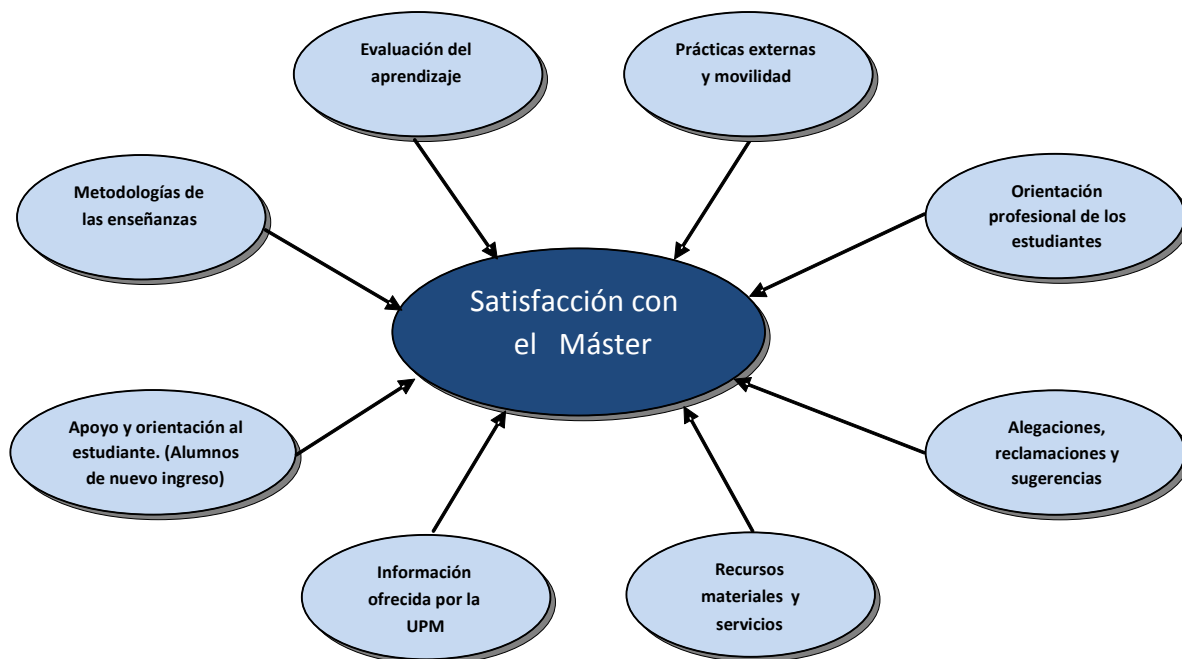 Evaluación del
aprendizaje
Prácticas externas
y movilidad
Metodologías de
las enseñanzas
Orientación
profesional de los
estudiantes
Satisfacción con
el Máster
Apoyo y orientación al
estudiante. (Alumnos
de nuevo ingreso)
Alegaciones,
reclamaciones y
sugerencias
Información
ofrecida por la
UPM
Recursos
materiales y
servicios